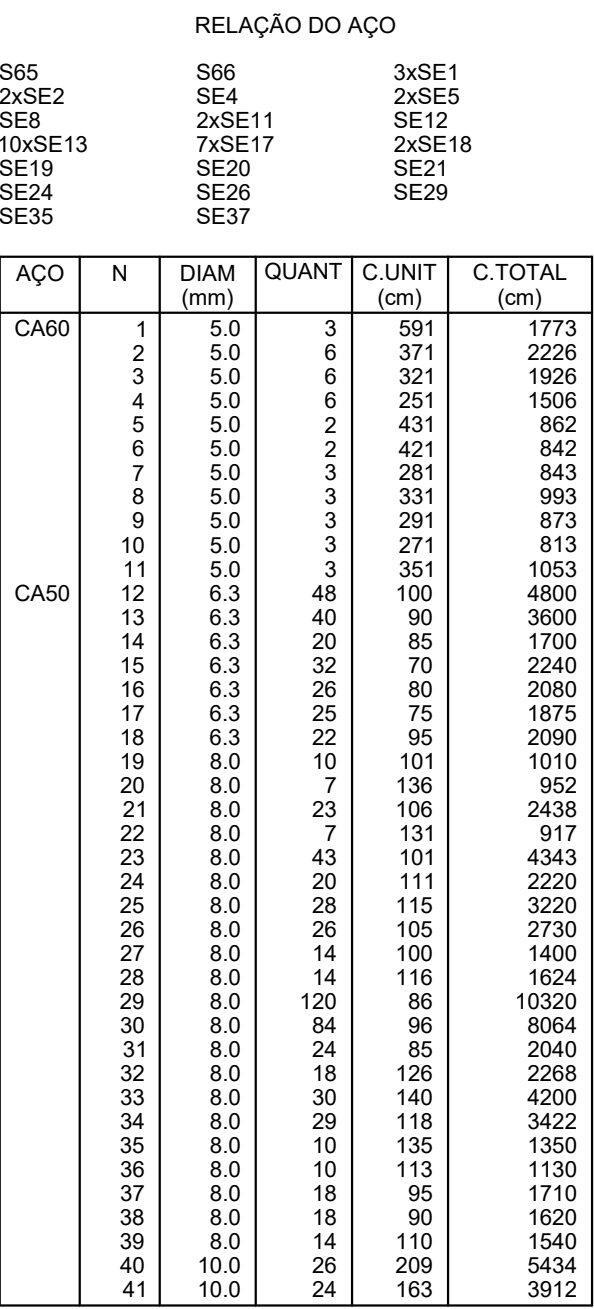 RELAÇÃO DO AÇO
S65 S66 3xSE1
2xSE2 SE4 2xSE5
SE8 2xSE11 SE12
10xSE13 7xSE17 2xSE18
SE19 SE20 SE21
SE24 SE26 SE29
SE35 SE37
AÇO N DIAM QUANT C.UNIT C.TOTAL
(mm) (cm) (cm)
CA60 1 5.0 3 591 1773
2 5.0 6 371 2226
3 5.0 6 321 1926
4 5.0 6 251 1506
5 5.0 2 431 862
6 5.0 2 421 842
7 5.0 3 281 843
8 5.0 3 331 993
9 5.0 3 291 873
10 5.0 3 271 813
11 5.0 3 351 1053
CA50 12 6.3 48 100 4800
13 6.3 40 90 3600
14 6.3 20 85 1700
15 6.3 32 70 2240
16 6.3 26 80 2080
17 6.3 25 75 1875
18 6.3 22 95 2090
19 8.0 10 101 1010
20 8.0 7 136 952
21 8.0 23 106 2438
22 8.0 7 131 917
23 8.0 43 101 4343
24 8.0 20 111 2220
25 8.0 28 115 3220
26 8.0 26 105 2730
27 8.0 14 100 1400
28 8.0 14 116 1624
29 8.0 120 86 10320
30 8.0 84 96 8064
31 8.0 24 85 2040
32 8.0 18 126 2268
33 8.0 30 140 4200
34 8.0 29 118 3422
35 8.0 10 135 1350
36 8.0 10 113 1130
37 8.0 18 95 1710
38 8.0 18 90 1620
39 8.0 14 110 1540
40 10.0 26 209 5434
41 10.0 24 163 3912